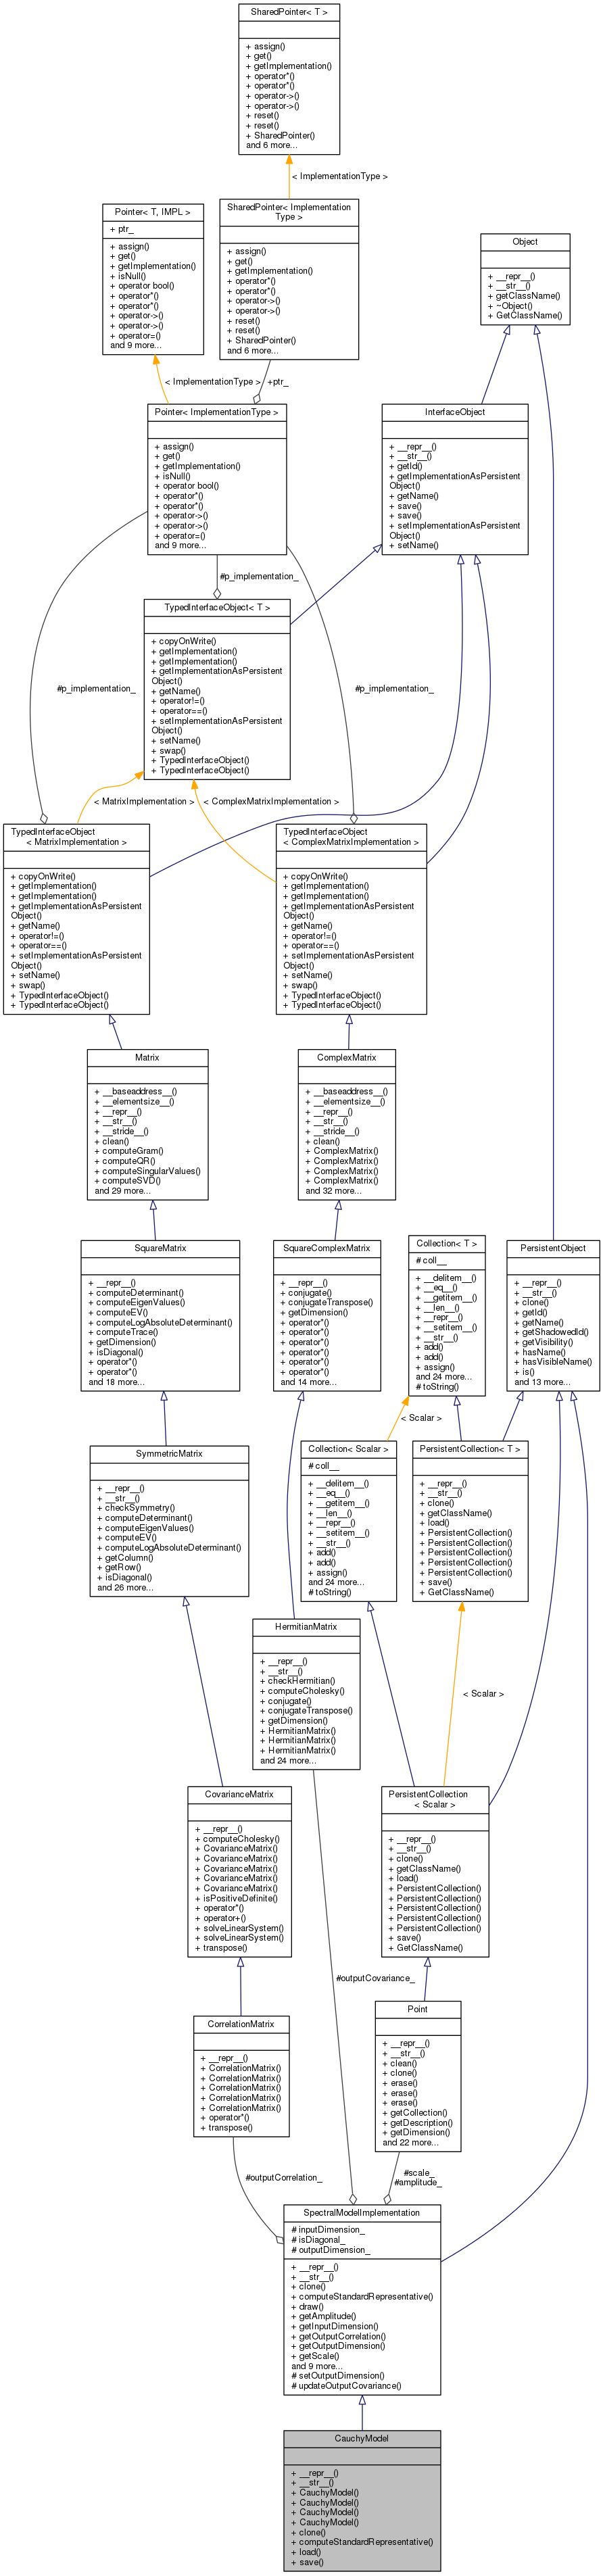 SharedPointer< T >
+ assign()
+ get()
+ getImplementation()
+ operator*()
+ operator*()
+ operator->()
+ operator->()
+ reset()
+ reset()
+ SharedPointer()
and 6 more...
< ImplementationType >
Pointer< T, IMPL >
+ ptr_
+ assign()
+ get()
+ getImplementation()
+ isNull()
+ operator bool()
+ operator*()
+ operator*()
+ operator->()
+ operator->()
+ operator=()
and 9 more...
SharedPointer< Implementation
Type >
+ assign()
+ get()
+ getImplementation()
+ operator*()
+ operator*()
+ operator->()
+ operator->()
+ reset()
+ reset()
+ SharedPointer()
and 6 more...
Object
+ __repr__()
+ __str__()
+ getClassName()
+ ~Object()
+ GetClassName()
< ImplementationType >
+ptr_
Pointer< ImplementationType >
+ assign()
+ get()
+ getImplementation()
+ isNull()
+ operator bool()
+ operator*()
+ operator*()
+ operator->()
+ operator->()
+ operator=()
and 9 more...
InterfaceObject
+ __repr__()
+ __str__()
+ getId()
+ getImplementationAsPersistent
Object()
+ getName()
+ save()
+ save()
+ setImplementationAsPersistent
Object()
+ setName()
#p_implementation_
TypedInterfaceObject< T >
+ copyOnWrite()
+ getImplementation()
+ getImplementation()
+ getImplementationAsPersistent
Object()
+ getName()
+ operator!=()
+ operator==()
+ setImplementationAsPersistent
Object()
+ setName()
+ swap()
+ TypedInterfaceObject()
+ TypedInterfaceObject()
#p_implementation_
#p_implementation_
< MatrixImplementation >
< ComplexMatrixImplementation >
TypedInterfaceObject
< MatrixImplementation >
+ copyOnWrite()
+ getImplementation()
+ getImplementation()
+ getImplementationAsPersistent
Object()
+ getName()
+ operator!=()
+ operator==()
+ setImplementationAsPersistent
Object()
+ setName()
+ swap()
+ TypedInterfaceObject()
+ TypedInterfaceObject()
TypedInterfaceObject
< ComplexMatrixImplementation >
+ copyOnWrite()
+ getImplementation()
+ getImplementation()
+ getImplementationAsPersistent
Object()
+ getName()
+ operator!=()
+ operator==()
+ setImplementationAsPersistent
Object()
+ setName()
+ swap()
+ TypedInterfaceObject()
+ TypedInterfaceObject()
Matrix
+ __baseaddress__()
+ __elementsize__()
+ __repr__()
+ __str__()
+ __stride__()
+ clean()
+ computeGram()
+ computeQR()
+ computeSingularValues()
+ computeSVD()
and 29 more...
ComplexMatrix
+ __baseaddress__()
+ __elementsize__()
+ __repr__()
+ __str__()
+ __stride__()
+ clean()
+ ComplexMatrix()
+ ComplexMatrix()
+ ComplexMatrix()
+ ComplexMatrix()
and 32 more...
SquareMatrix
+ __repr__()
+ computeDeterminant()
+ computeEigenValues()
+ computeEV()
+ computeLogAbsoluteDeterminant()
+ computeTrace()
+ getDimension()
+ isDiagonal()
+ operator*()
+ operator*()
and 18 more...
SquareComplexMatrix
+ __repr__()
+ conjugate()
+ conjugateTranspose()
+ getDimension()
+ operator*()
+ operator*()
+ operator*()
+ operator*()
+ operator*()
+ operator*()
and 14 more...
Collection< T >
# coll__
+ __delitem__()
+ __eq__()
+ __getitem__()
+ __len__()
+ __repr__()
+ __setitem__()
+ __str__()
+ add()
+ add()
+ assign()
and 24 more...
# toString()
PersistentObject
+ __repr__()
+ __str__()
+ clone()
+ getId()
+ getName()
+ getShadowedId()
+ getVisibility()
+ hasName()
+ hasVisibleName()
+ is()
and 13 more...
< Scalar >
SymmetricMatrix
+ __repr__()
+ __str__()
+ checkSymmetry()
+ computeDeterminant()
+ computeEigenValues()
+ computeEV()
+ computeLogAbsoluteDeterminant()
+ getColumn()
+ getRow()
+ isDiagonal()
and 26 more...
Collection< Scalar >
# coll__
+ __delitem__()
+ __eq__()
+ __getitem__()
+ __len__()
+ __repr__()
+ __setitem__()
+ __str__()
+ add()
+ add()
+ assign()
and 24 more...
# toString()
PersistentCollection< T >
+ __repr__()
+ __str__()
+ clone()
+ getClassName()
+ load()
+ PersistentCollection()
+ PersistentCollection()
+ PersistentCollection()
+ PersistentCollection()
+ PersistentCollection()
+ save()
+ GetClassName()
HermitianMatrix
+ __repr__()
+ __str__()
+ checkHermitian()
+ computeCholesky()
+ conjugate()
+ conjugateTranspose()
+ getDimension()
+ HermitianMatrix()
+ HermitianMatrix()
+ HermitianMatrix()
and 24 more...
< Scalar >
CovarianceMatrix
+ __repr__()
+ computeCholesky()
+ CovarianceMatrix()
+ CovarianceMatrix()
+ CovarianceMatrix()
+ CovarianceMatrix()
+ CovarianceMatrix()
+ isPositiveDefinite()
+ operator*()
+ operator+()
+ solveLinearSystem()
+ solveLinearSystem()
+ transpose()
PersistentCollection
< Scalar >
+ __repr__()
+ __str__()
+ clone()
+ getClassName()
+ load()
+ PersistentCollection()
+ PersistentCollection()
+ PersistentCollection()
+ PersistentCollection()
+ PersistentCollection()
+ save()
+ GetClassName()
#outputCovariance_
CorrelationMatrix
+ __repr__()
+ CorrelationMatrix()
+ CorrelationMatrix()
+ CorrelationMatrix()
+ CorrelationMatrix()
+ CorrelationMatrix()
+ operator*()
+ transpose()
Point
+ __repr__()
+ __str__()
+ clean()
+ clone()
+ erase()
+ erase()
+ erase()
+ getCollection()
+ getDescription()
+ getDimension()
and 22 more...
#outputCorrelation_
#scale_
#amplitude_
SpectralModelImplementation
# inputDimension_
# isDiagonal_
# outputDimension_
+ __repr__()
+ __str__()
+ clone()
+ computeStandardRepresentative()
+ draw()
+ getAmplitude()
+ getInputDimension()
+ getOutputCorrelation()
+ getOutputDimension()
+ getScale()
and 9 more...
# setOutputDimension()
# updateOutputCovariance()
CauchyModel
+ __repr__()
+ __str__()
+ CauchyModel()
+ CauchyModel()
+ CauchyModel()
+ CauchyModel()
+ clone()
+ computeStandardRepresentative()
+ load()
+ save()